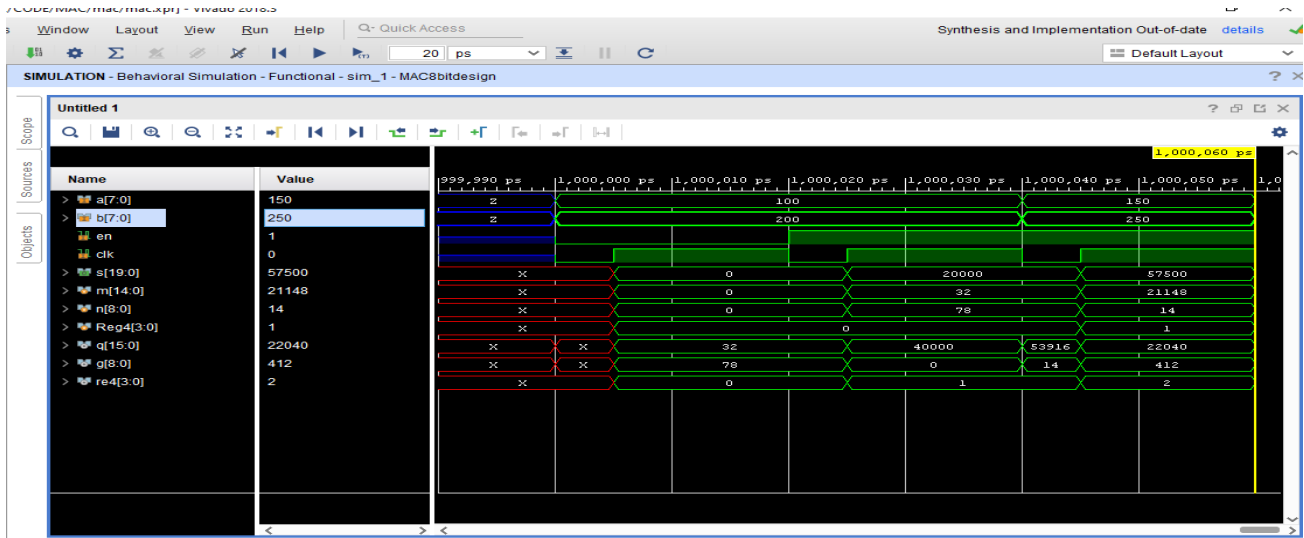 /CODE/MAC/mac/mac.xprj - Vivado 2018.3
s Window Layout View Run Help Q- Quick Access Synthesis and Implementation Out-of-date details
20 ps Default Layout
SIMULATION - Behavioral Simulation - Functional - sim_1 - MAC8bitdesign ? ×
Untitled 1
Scope
Sources
Objects
1,000,060 ps
Name Value 999,990 ps 1,000,000 ps 1,000,010 ps 1,000,020 ps 1,000,030 ps 1,000,040 ps 1,000,050 ps 1,0
> a[7:0] 150 Z 100 150
> b[7:0] 250 Z 200 250
en 1
clk 0
> s[19:0] 57500 X 0 20000 57500
> m[14:0] 21148 X 0 32 21148
> n[8:0] 14 X 0 78 14
> Reg4[3:0] 1 X 0 1
> q[15:0] 22040 X X 32 40000 53916 22040
> g[8:0] 412 X X 78 0 14 412
> re4[3:0] 2 X 0 1 2